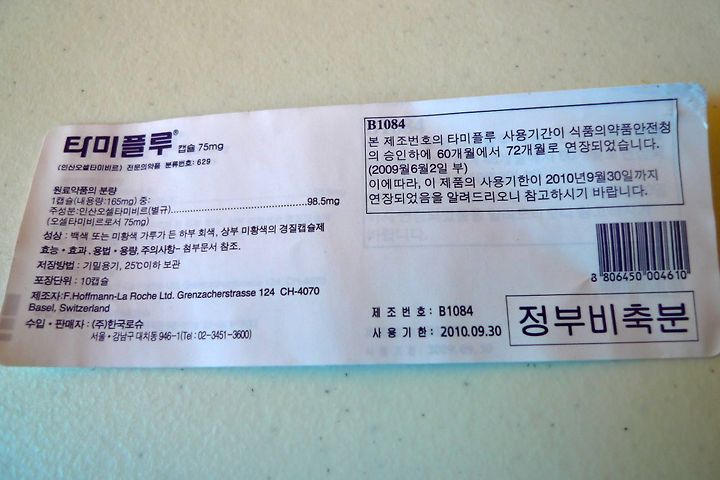 타미플루® 캡슐 75mg
(인산오셀타미비르) 전문의약품 분류번호: 629
원료약품의 분량
1캡슐(내용량:165mg) 중:
주성분:인산오셀타미비르(별규)..........................................98.5mg
(오셀타미비르로서 75mg)
성상 : 백색 또는 미황색 가루가 든 하부 회색, 상부 미황색의 경질캡슐제
효능 • 효과, 용법 • 용량, 주의사항- 첨부문서 참조.
저장방법 : 기밀용기, 25℃이하 보관
포장단위 : 10캡슐
제조자:F.Hoffmann-La Roche Ltd. Grenzacherstrasse 124 CH-4070
Basel, Switzerland
수입 • 판매자 : (주)한국로슈
서울 • 강남구 대치동 946-1(Tel : 02-3451-3600)
B1084
본 제조번호의 타미플루 사용기간이 식품의약품안전청
의 승인하에 60개월에서 72개월로 연장되었습니다.
(2009년6월2일 부)
이에따라, 이 제품의 사용기한이 2010년9월30일까지
연장되었음을 알려드리오니 참고하시기 바랍니다.
8 806450 004610
제 조 번 호 : B1084
사 용 기 한 : 2010.09.30
정부비축분